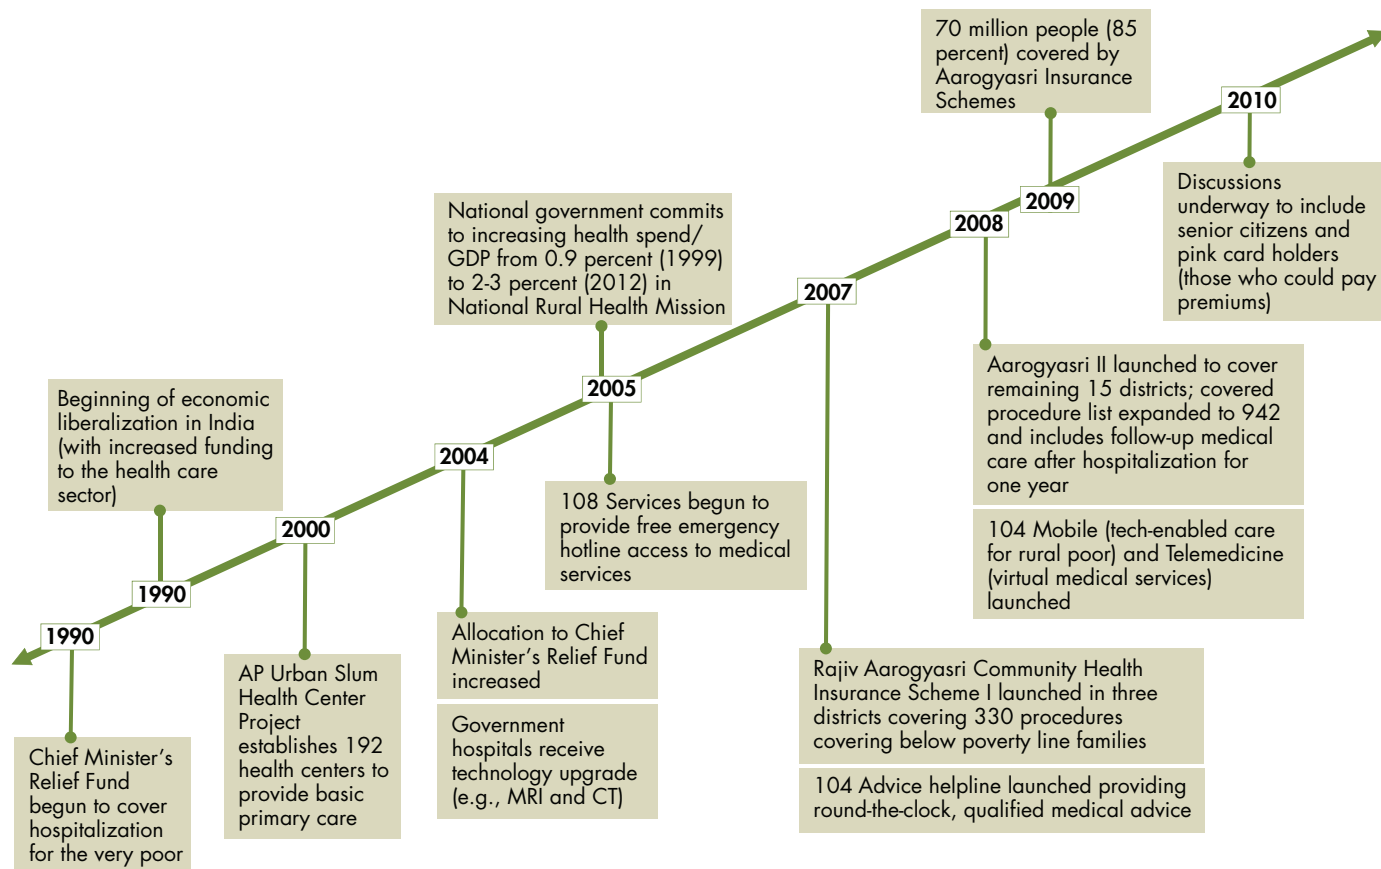 1990
Chief Minister’s
Relief Fund
begun to cover
hospitalization
for the very poor
1990
Beginning of economic
liberalization in India
(with increased funding
to the health care
sector)
2000
AP Urban Slum
Health Center
Project
establishes 192
health centers to
provide basic
primary care
2004
Allocation to Chief
Minister’s Relief Fund
increased
Government
hospitals receive
technology upgrade
(e.g., MRI and CT)
2005
National government commits
to increasing health spend/
GDP from 0.9 percent (1999)
to 2-3 percent (2012) in
National Rural Health Mission
108 Services begun to
provide free emergency
hotline access to medical
services
2007
Rajiv Aarogyasri Community Health
Insurance Scheme I launched in three
districts covering 330 procedures
covering below poverty line families
104 Advice helpline launched providing
round-the-clock, qualified medical advice
2008
Aarogyasri II launched to cover
remaining 15 districts; covered
procedure list expanded to 942
and includes follow-up medical
care after hospitalization for
one year
104 Mobile (tech-enabled care
for rural poor) and Telemedicine
(virtual medical services)
launched
2009
70 million people (85
percent) covered by
Aarogyasri Insurance
Schemes
2010
Discussions
underway to include
senior citizens and
pink card holders
(those who could pay
premiums)